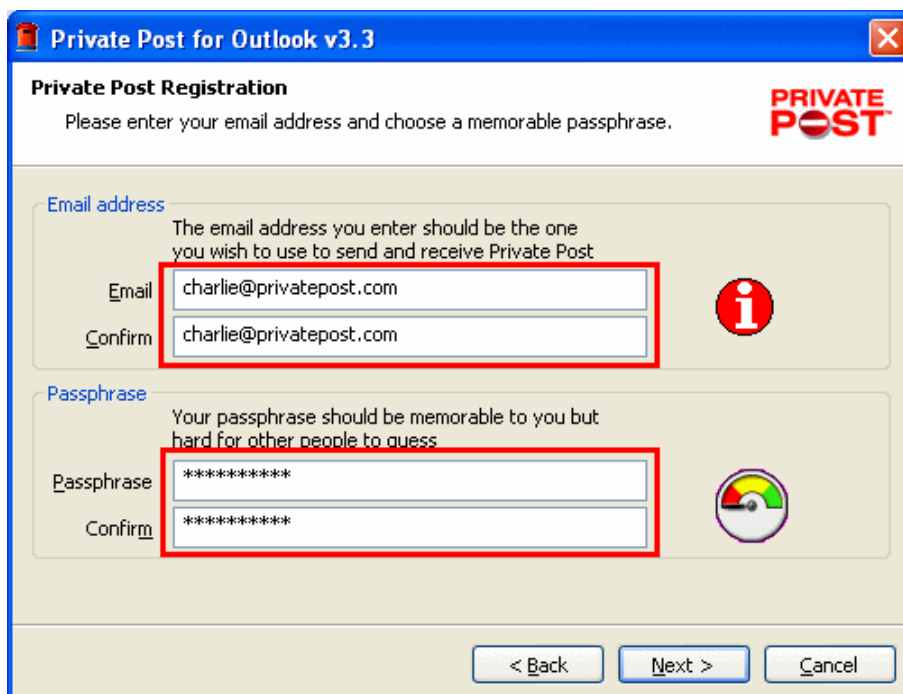 Private Post for Outlook v3.3
Private Post Registration
Please enter your email address and choose a memorable passphrase.
PRIVATE
POST™
Email address
The email address you enter should be the one
you wish to use to send and receive Private Post
Email
charlie@privatepost.com
Confirm
charlie@privatepost.com
Passphrase
Your passphrase should be memorable to you but
hard for other people to guess
Passphrase
**********
Confirm
**********
< Back
Next >
Cancel